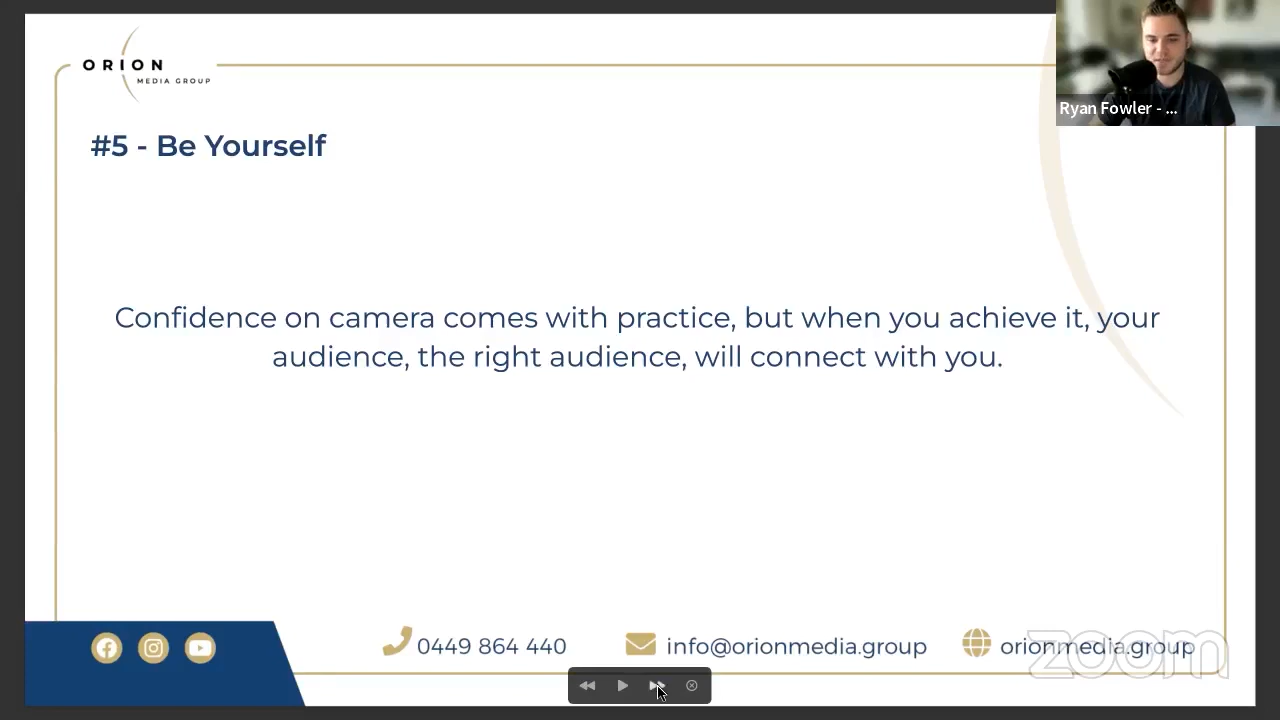 ORION
MEDIA GROUP
Ryan Fowler - ...
#5 - Be Yourself
Confidence on camera comes with practice, but when you achieve it, your
audience, the right audience, will connect with you.
0449 864 440
info@orionmedia.group
orionmedia.group
zoom